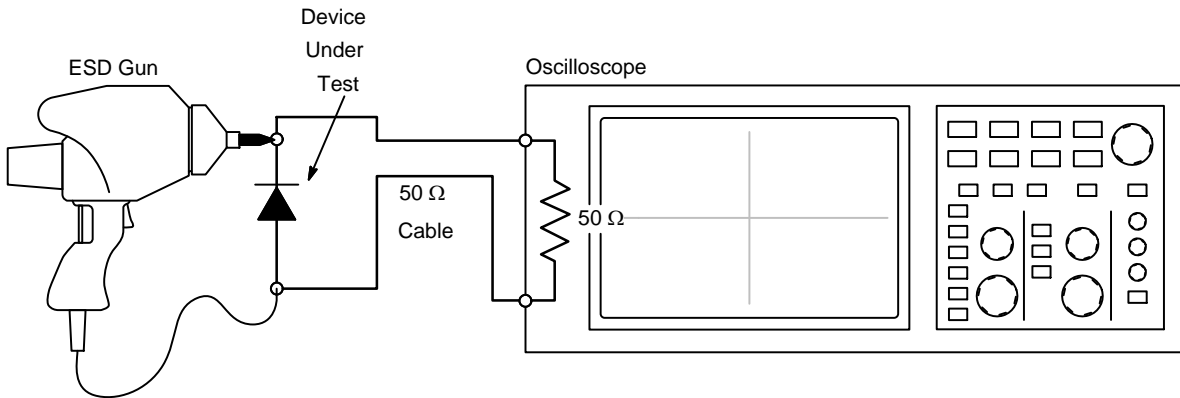 Device
Under
Test
ESD Gun
Oscilloscope
50 Ω
Cable
50 Ω